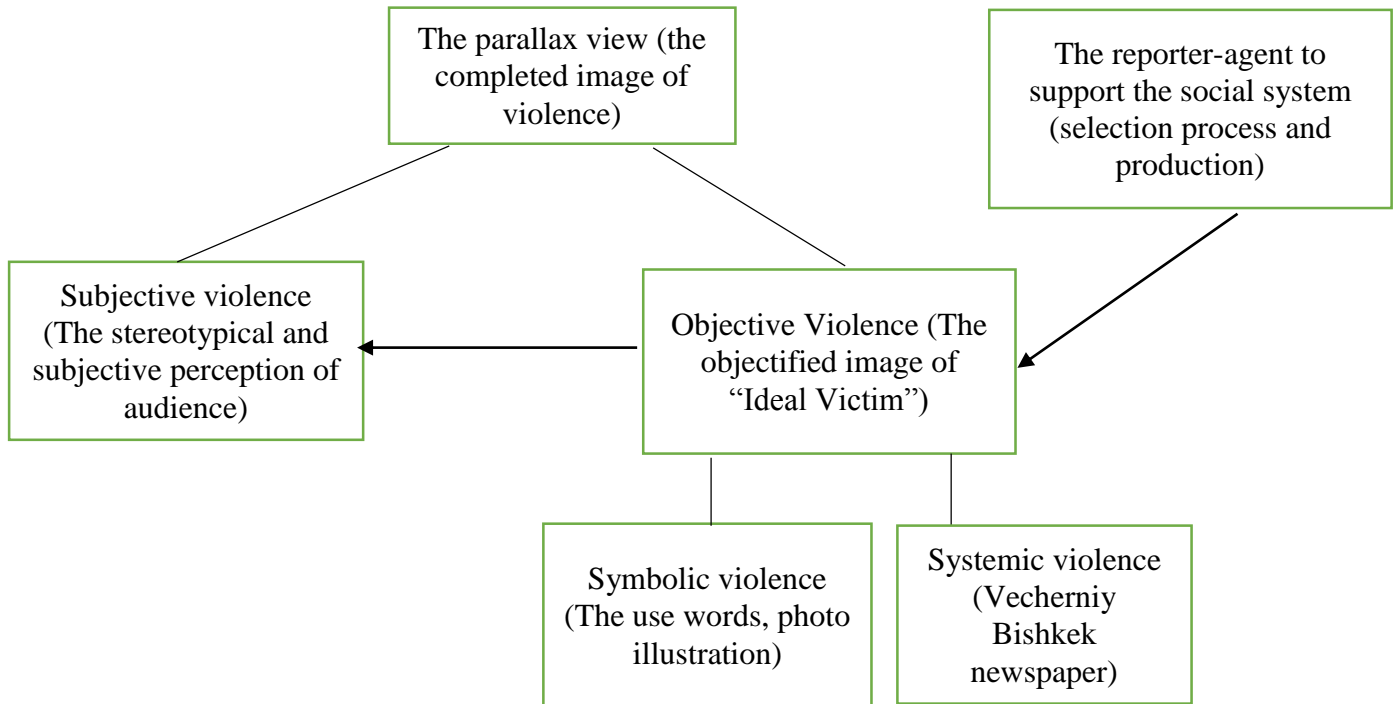 The parallax view (the
completed image of
violence)
The reporter-agent to
support the social system
(selection process and
production)
Subjective violence
(The stereotypical and
subjective perception of
audience)
Objective Violence (The
objectified image of
“Ideal Victim”)
Symbolic violence
(The use words, photo
illustration)
Systemic violence
(Vecherniy
Bishkek
newspaper)